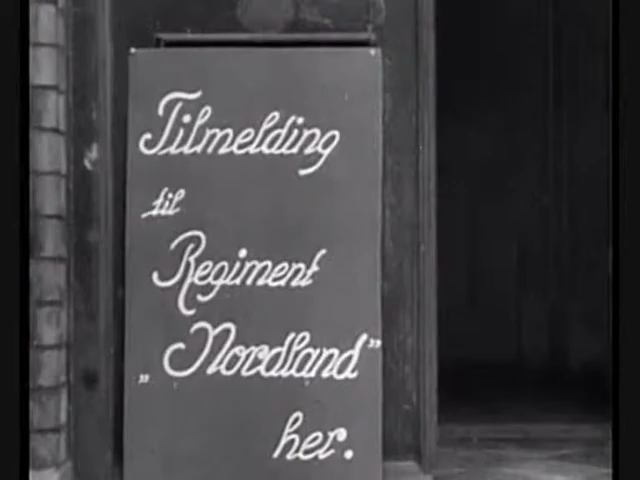 Tilmelding
til
Regiment
„Nordland”
her.